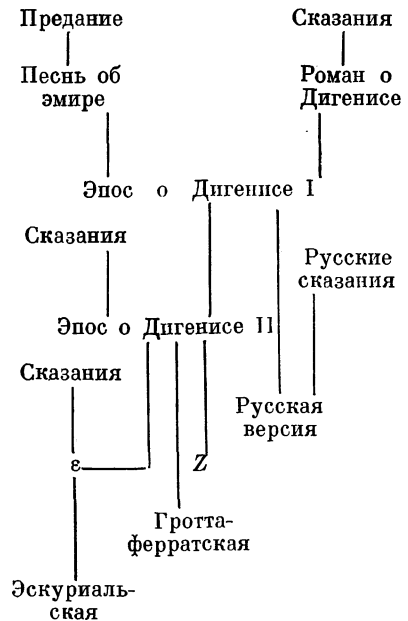 Предание
Сказания
Песнь об
эмире
Роман о
Дигенисе
Эпос о Дигенисе I
Сказания
Русские
сказания
Эпос о Дигенисе II
Сказания
Русская
версия
ε
Z
Гротта-
ферратская
Эскуриаль-
ская